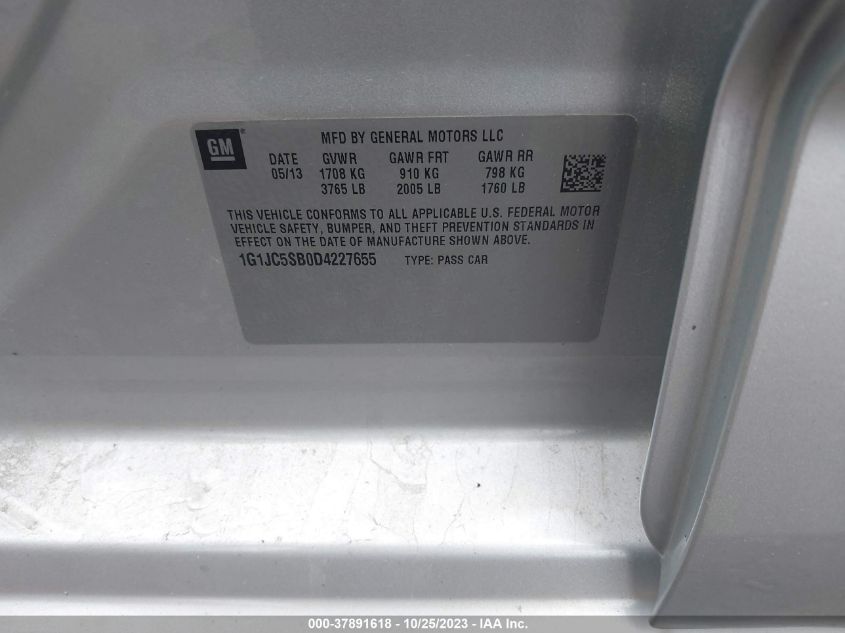 GM®
MFD BY GENERAL MOTORS LLC
DATE GVWR GAWR FRT GAWR RR
05/13 1708 KG 910 KG 798 KG
3765 LB 2005 LB 1760 LB
THIS VEHICLE CONFORMS TO ALL APPLICABLE U.S. FEDERAL MOTOR
VEHICLE SAFETY, BUMPER, AND THEFT PREVENTION STANDARDS IN
EFFECT ON THE DATE OF MANUFACTURE SHOWN ABOVE.
1G1JC5SB0D4227655 TYPE: PASS CAR
000-37891618 - 10/25/2023 - IAA Inc.